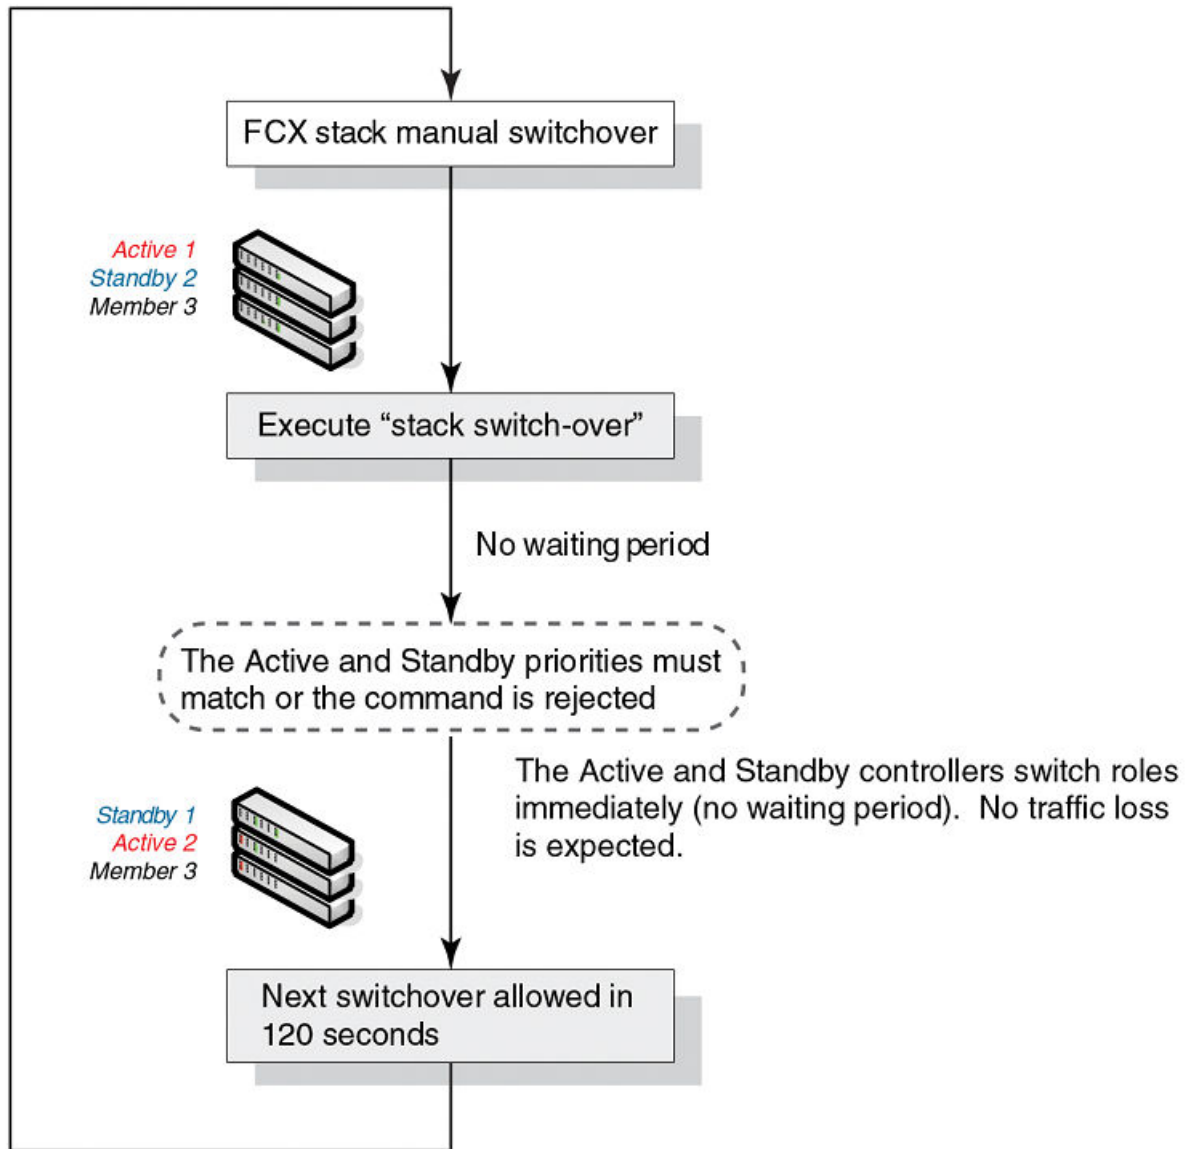 FCX stack manual switchover
Active 1
Standby 2
Member 3
Execute “stack switch-over”
No waiting period
The Active and Standby priorities must
match or the command is rejected
The Active and Standby controllers switch roles
immediately (no waiting period).  No traffic loss
is expected.
Standby 1
Active 2
Member 3
Next switchover allowed in
120 seconds